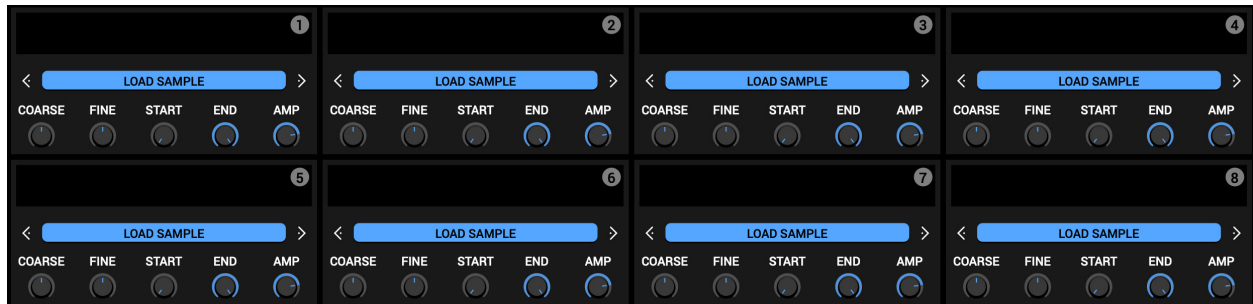 1 2 3 4
LOAD SAMPLE LOAD SAMPLE LOAD SAMPLE LOAD SAMPLE
COARSE FINE START END AMP COARSE FINE START END AMP COARSE FINE START END AMP COARSE FINE START END AMP
5 6 7 8
LOAD SAMPLE LOAD SAMPLE LOAD SAMPLE LOAD SAMPLE
COARSE FINE START END AMP COARSE FINE START END AMP COARSE FINE START END AMP COARSE FINE START END AMP